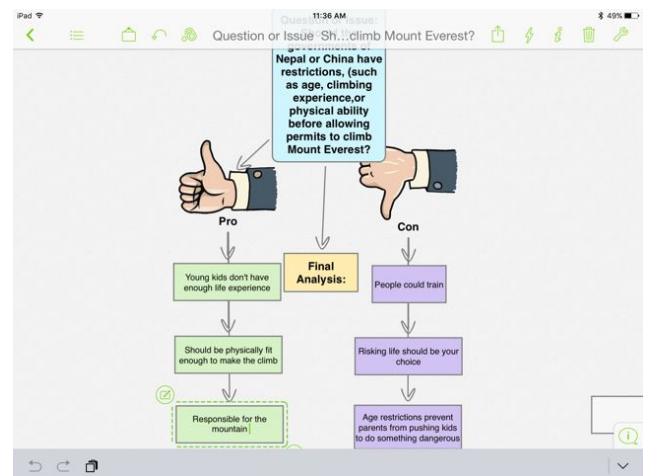 iPad
11:36 AM
49%
Question or Issue Sh...climb Mount Everest?
Question or Issue:
governments of
Nepal or China have
restrictions, (such
as age, climbing
experience,or
physical ability
before allowing
permits to climb
Mount Everest?
Pro
Con
Final
Analysis:
Young kids don't have
enough life experience
People could train
Should be physically fit
enough to make the climb
Risking life should be your
choice
Responsible for the
mountain
Age restrictions prevent
parents from pushing kids
to do something dangerous